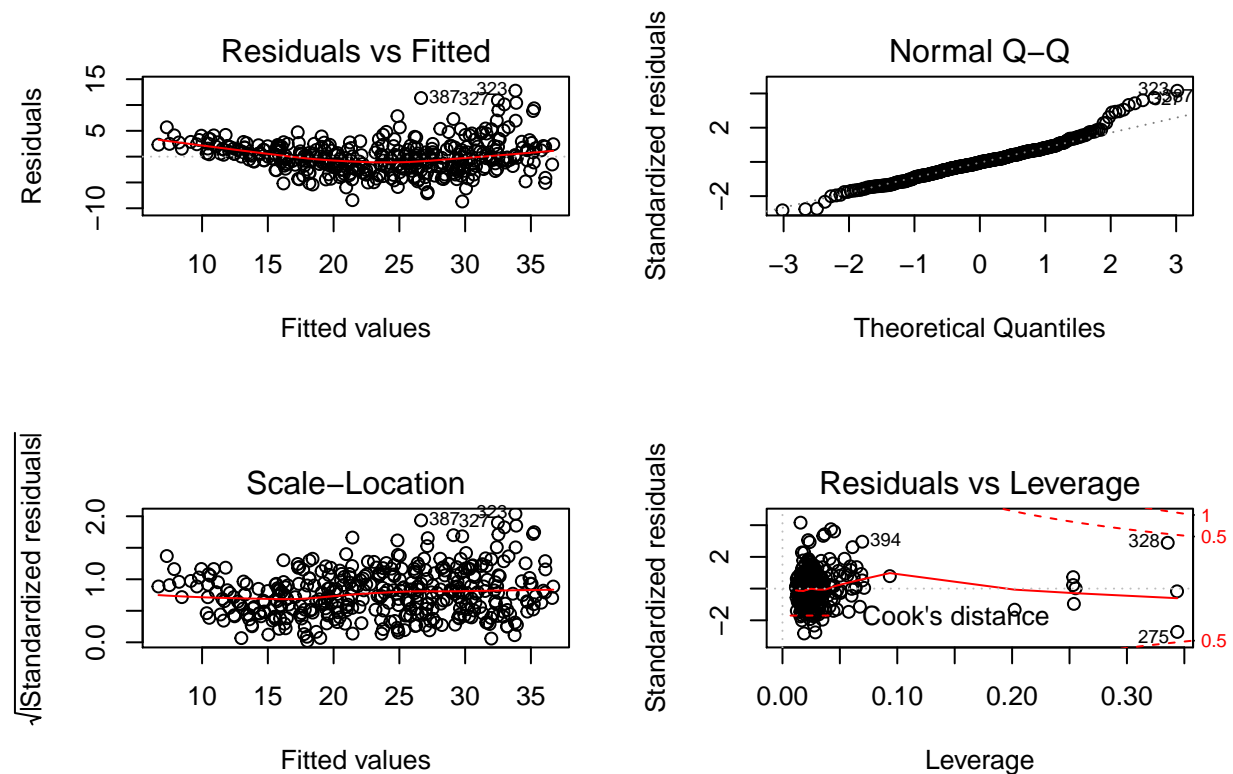 Residuals vs Fitted
Residuals
15
5
−10
323
387
327
10 15 20 25 30 35
Fitted values
Normal Q−Q
Standardized residuals
2
−2
323
327
387
−3 −2 −1 0 1 2 3
Theoretical Quantiles
Scale−Location
√|Standardized residuals|
2.0
1.0
0.0
323
387
327
10 15 20 25 30 35
Fitted values
Residuals vs Leverage
Standardized residuals
2
−2
394
328
275
1
0.5
0.5
Cook's distance
0.00 0.10 0.20 0.30
Leverage